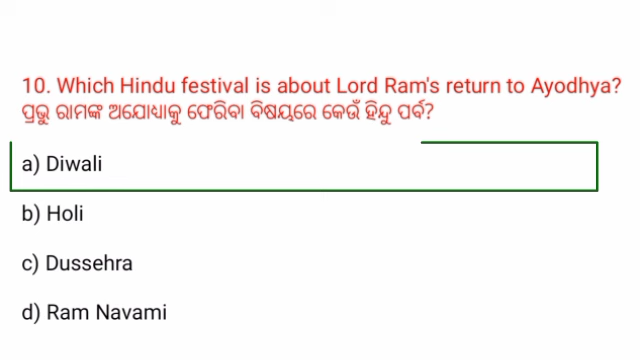 10. Which Hindu festival is about Lord Ram's return to Ayodhya?
ପ୍ରଭୁ ରାମଙ୍କ ଅଯୋଧ୍ୟାକୁ ଫେରିବା ବିଷୟରେ କେଉଁ ହିନ୍ଦୁ ପର୍ବ?
a) Diwali
b) Holi
c) Dussehra
d) Ram Navami